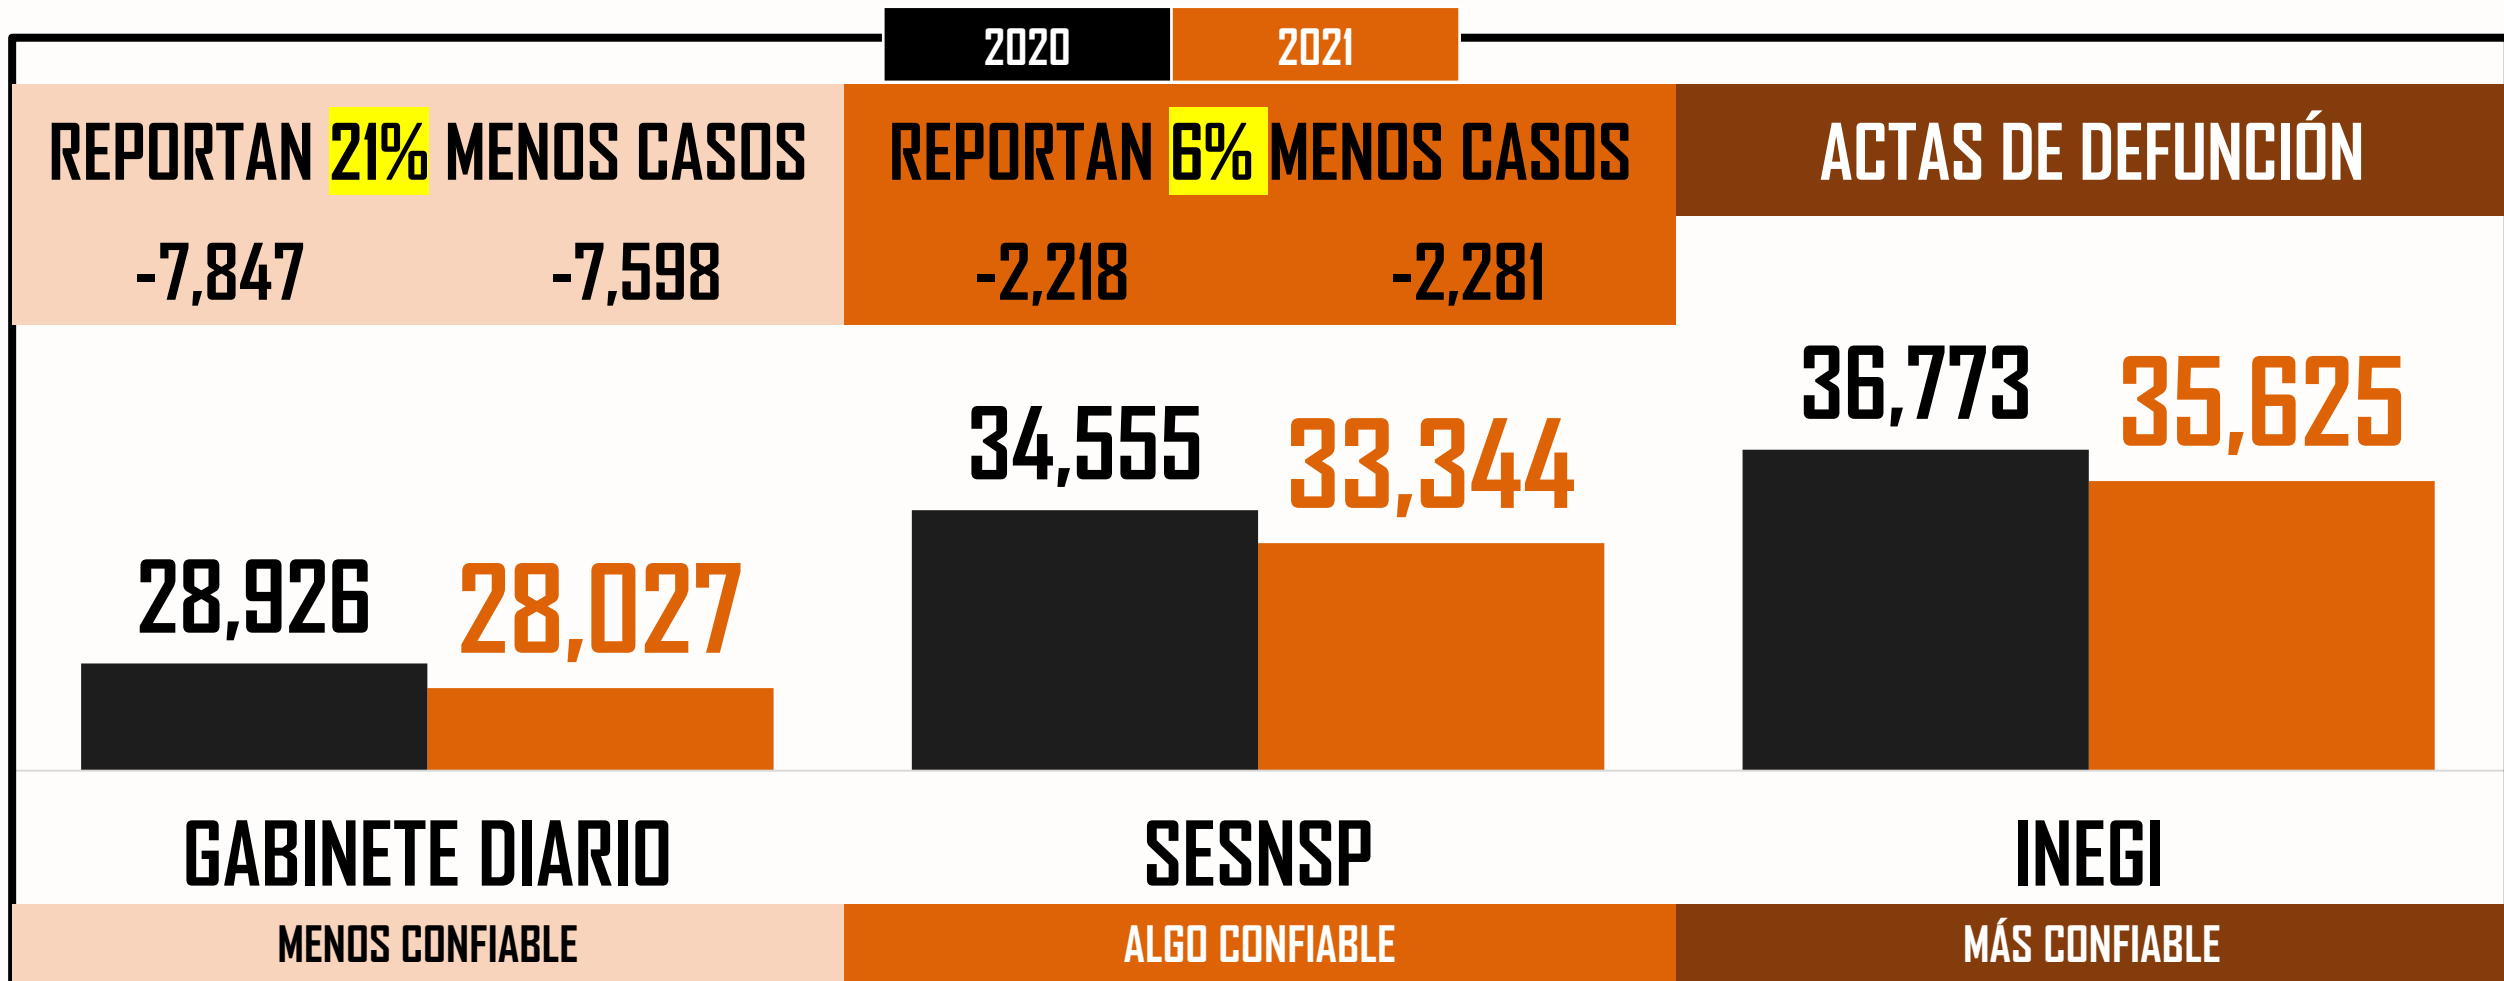 2020 2021
REPORTAN 21% MENOS CASOS
-7,847 -7,598
REPORTAN 6% MENOS CASOS
-2,218 -2,281
ACTAS DE DEFUNCIÓN
28,926 28,027
34,555 33,344
36,773 35,625
GABINETE DIARIO SESNSP INEGI
MENOS CONFIABLE ALGO CONFIABLE MÁS CONFIABLE